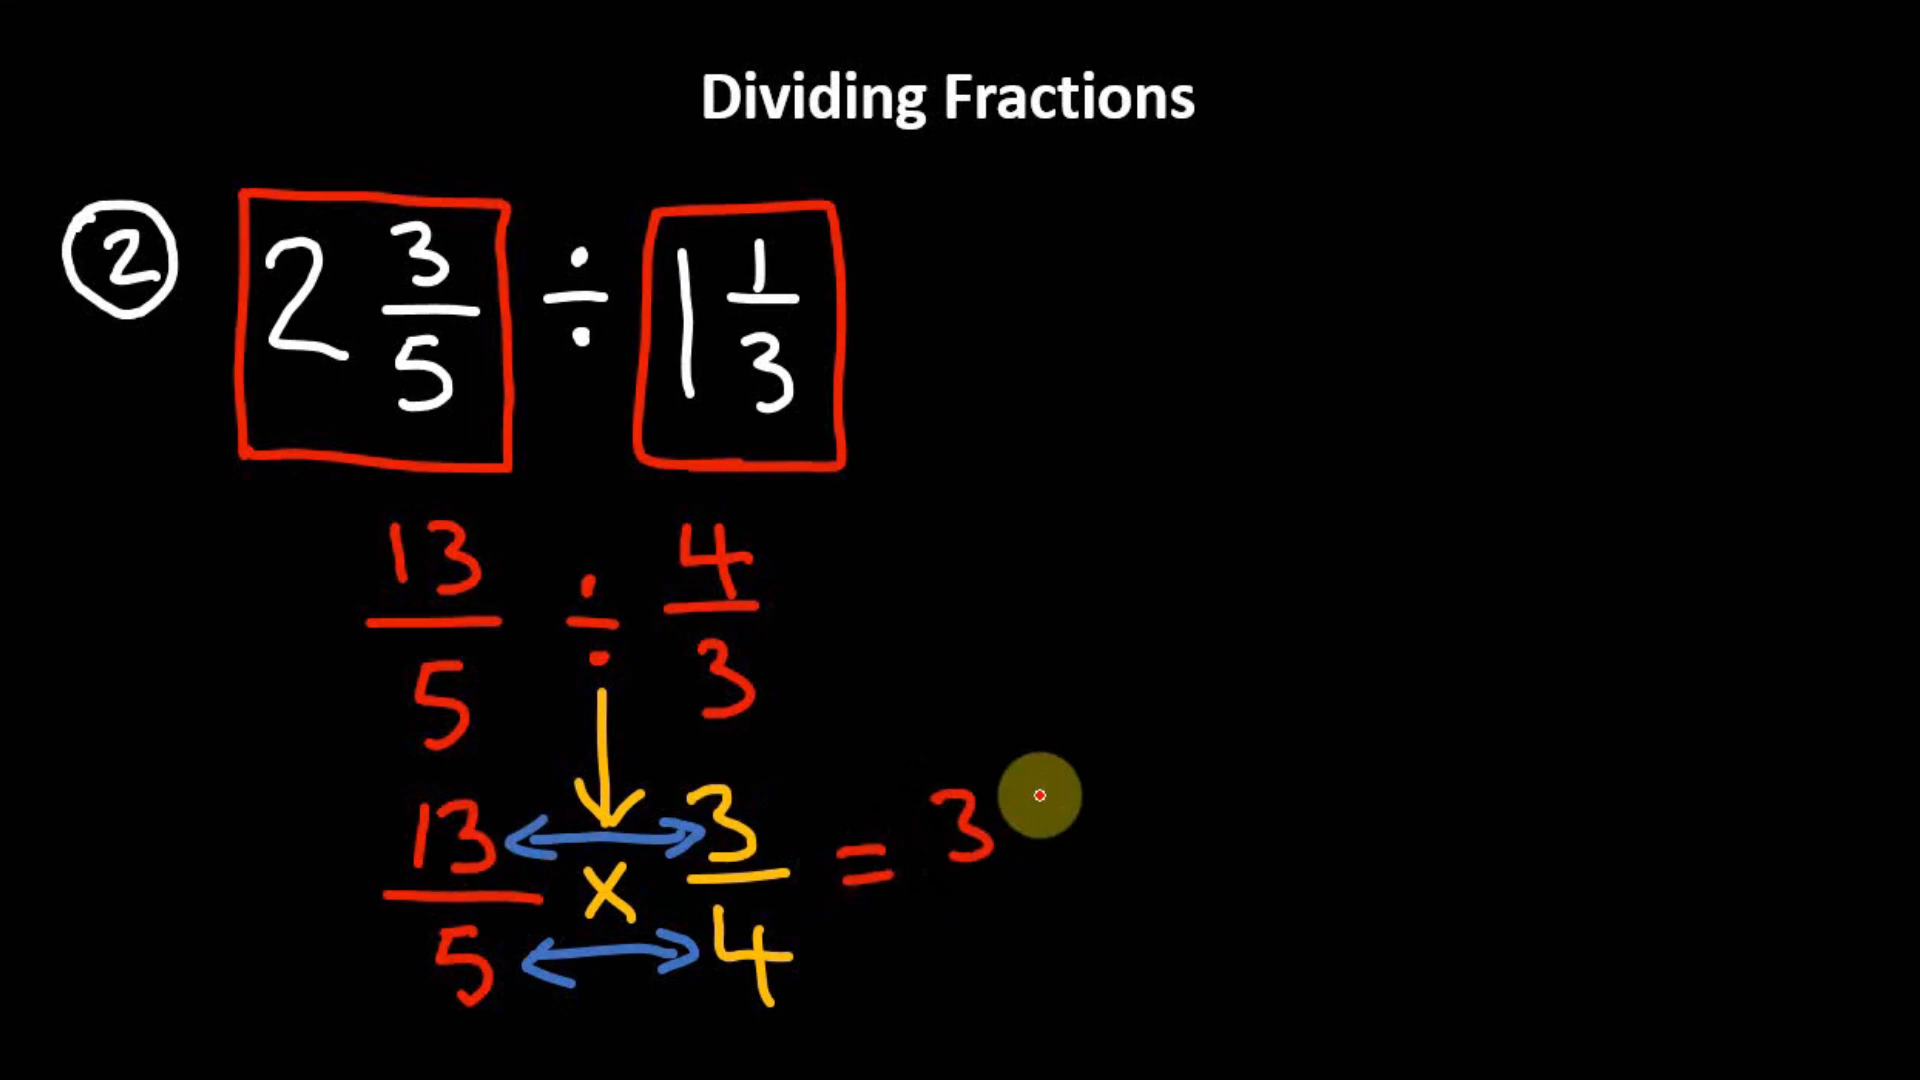 Dividing Fractions
2 2 3/5 ÷ 1 1/3
13/5 ÷ 4/3
13/5 x 3/4 = 3